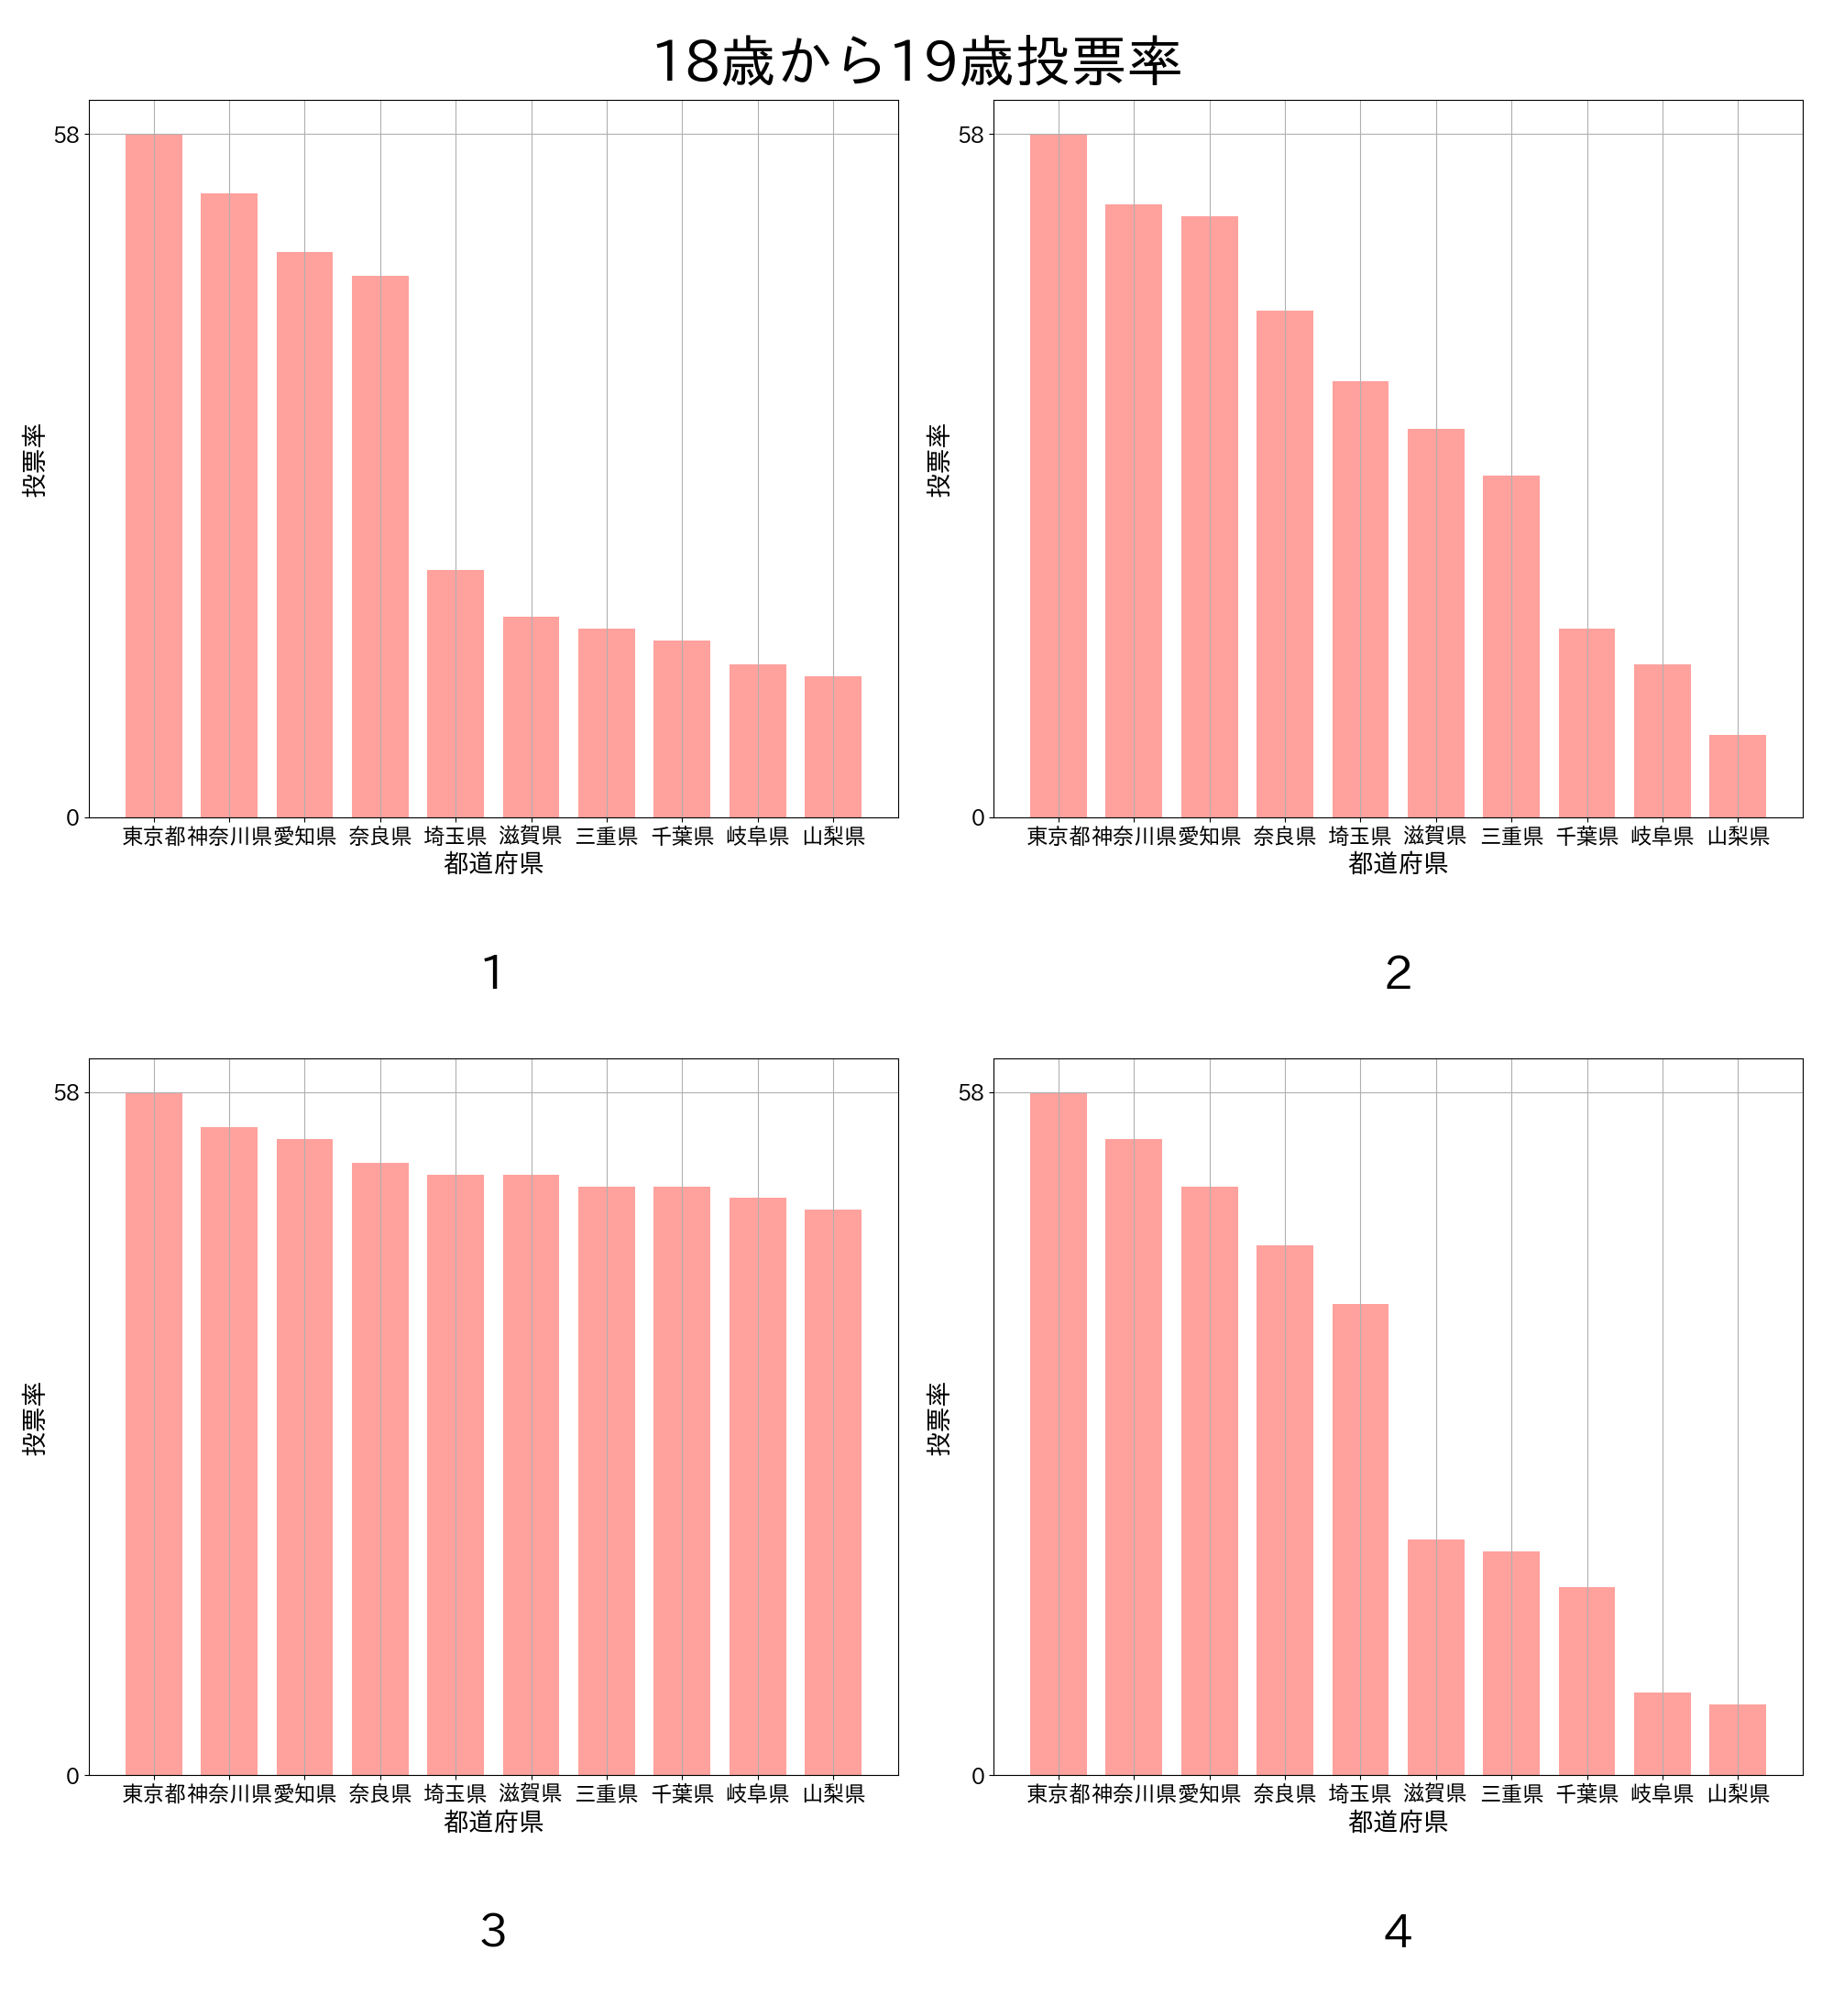 18歳から19歳投票率
58
0
投票率
東京都 神奈川県 愛知県 奈良県 埼玉県 滋賀県 三重県 千葉県 岐阜県 山梨県
都道府県
1
58
0
投票率
東京都 神奈川県 愛知県 奈良県 埼玉県 滋賀県 三重県 千葉県 岐阜県 山梨県
都道府県
2
58
0
投票率
東京都 神奈川県 愛知県 奈良県 埼玉県 滋賀県 三重県 千葉県 岐阜県 山梨県
都道府県
3
58
0
投票率
東京都 神奈川県 愛知県 奈良県 埼玉県 滋賀県 三重県 千葉県 岐阜県 山梨県
都道府県
4